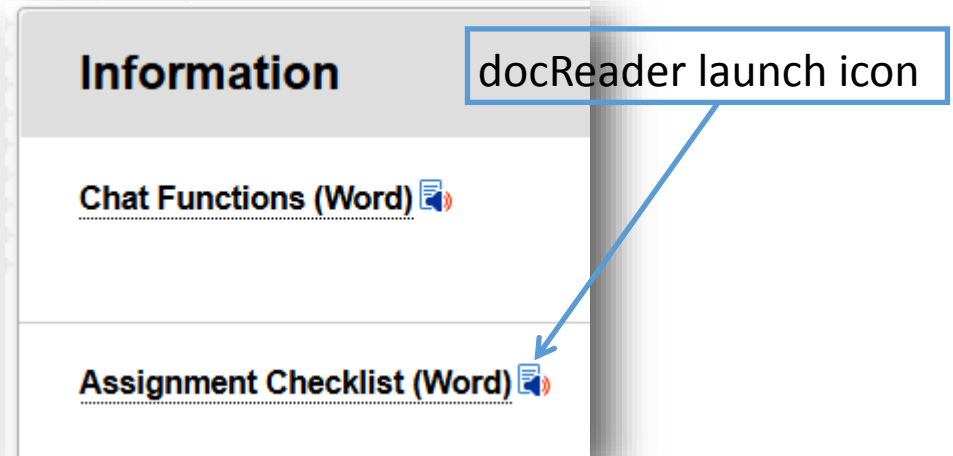 Information
docReader launch icon
Chat Functions (Word)
Assignment Checklist (Word)